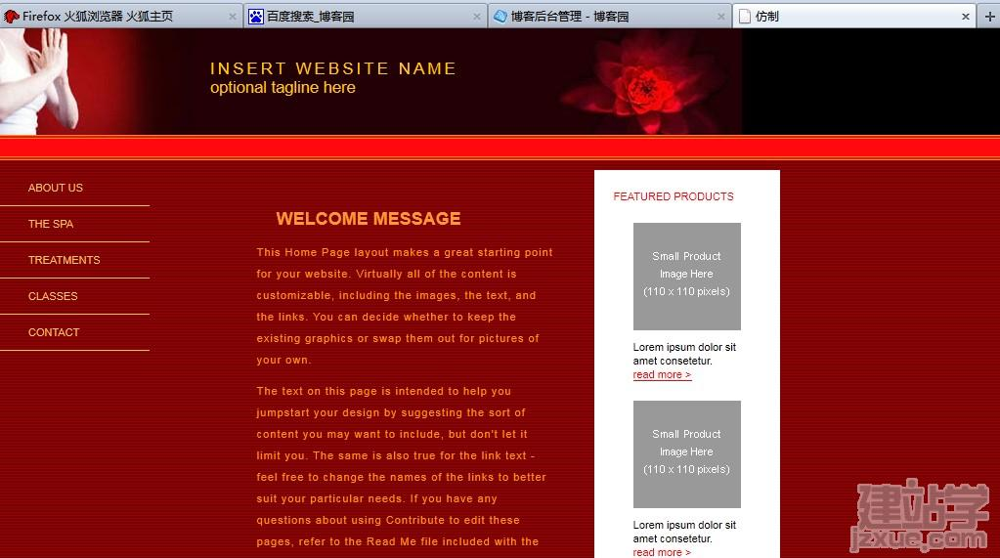 Firefox 火狐浏览器 火狐主页
百度搜索_博客园
博客后台管理 - 博客园
仿制
INSERT WEBSITE NAME
optional tagline here
ABOUT US
THE SPA
TREATMENTS
CLASSES
CONTACT
WELCOME MESSAGE
This Home Page layout makes a great starting point
for your website. Virtually all of the content is
customizable, including the images, the text, and
the links. You can decide whether to keep the
existing graphics or swap them out for pictures of
your own.
The text on this page is intended to help you
jumpstart your design by suggesting the sort of
content you may want to include, but don't let it
limit you. The same is also true for the link text -
feel free to change the names of the links to better
suit your particular needs. If you have any
questions about using Contribute to edit these
pages, refer to the Read Me file included with the
FEATURED PRODUCTS
Small Product
Image Here
(110 x 110 pixels)
Lorem ipsum dolor sit
amet consetetur.
read more >
Small Product
Image Here
(110 x 110 pixels)
Lorem ipsum dolor sit
amet consetetur.
read more >
建站学
jzxue.com